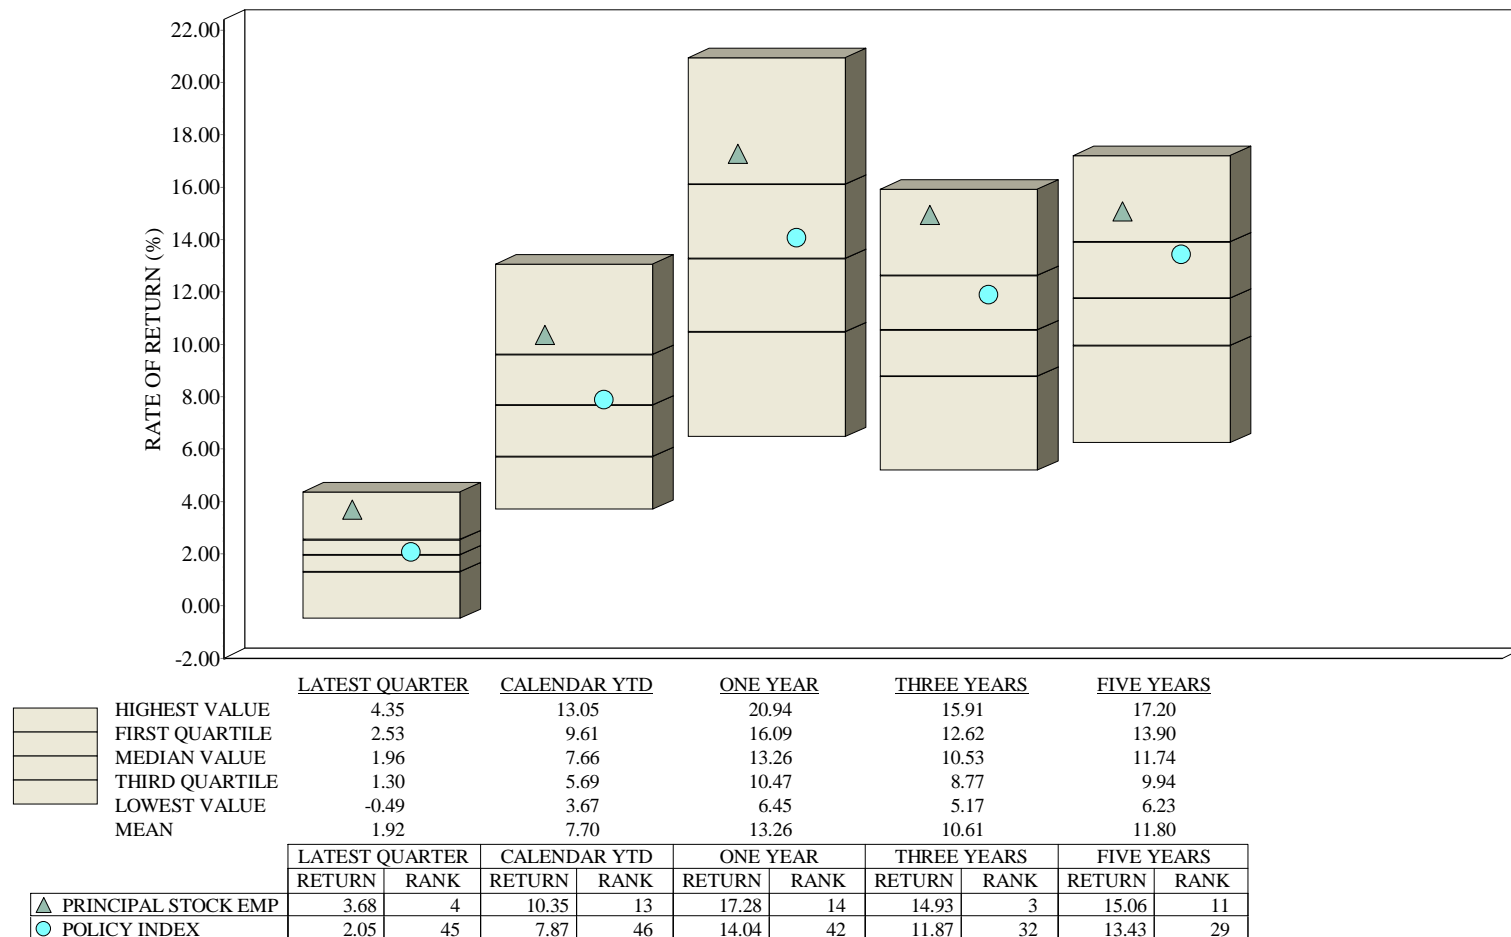 22.00
20.00
18.00
16.00
14.00
12.00
10.00
8.00
6.00
4.00
2.00
0.00
-2.00
RATE OF RETURN (%)
LATEST QUARTER CALENDAR YTD ONE YEAR THREE YEARS FIVE YEARS
HIGHEST VALUE 4.35 13.05 20.94 15.91 17.20
FIRST QUARTILE 2.53 9.61 16.09 12.62 13.90
MEDIAN VALUE 1.96 7.66 13.26 10.53 11.74
THIRD QUARTILE 1.30 5.69 10.47 8.77 9.94
LOWEST VALUE -0.49 3.67 6.45 5.17 6.23
MEAN 1.92 7.70 13.26 10.61 11.80
LATEST QUARTER CALENDAR YTD ONE YEAR THREE YEARS FIVE YEARS
RETURN RANK RETURN RANK RETURN RANK RETURN RANK RETURN RANK
PRINCIPAL STOCK EMP 3.68 4 10.35 13 17.28 14 14.93 3 15.06 11
POLICY INDEX 2.05 45 7.87 46 14.04 42 11.87 32 13.43 29